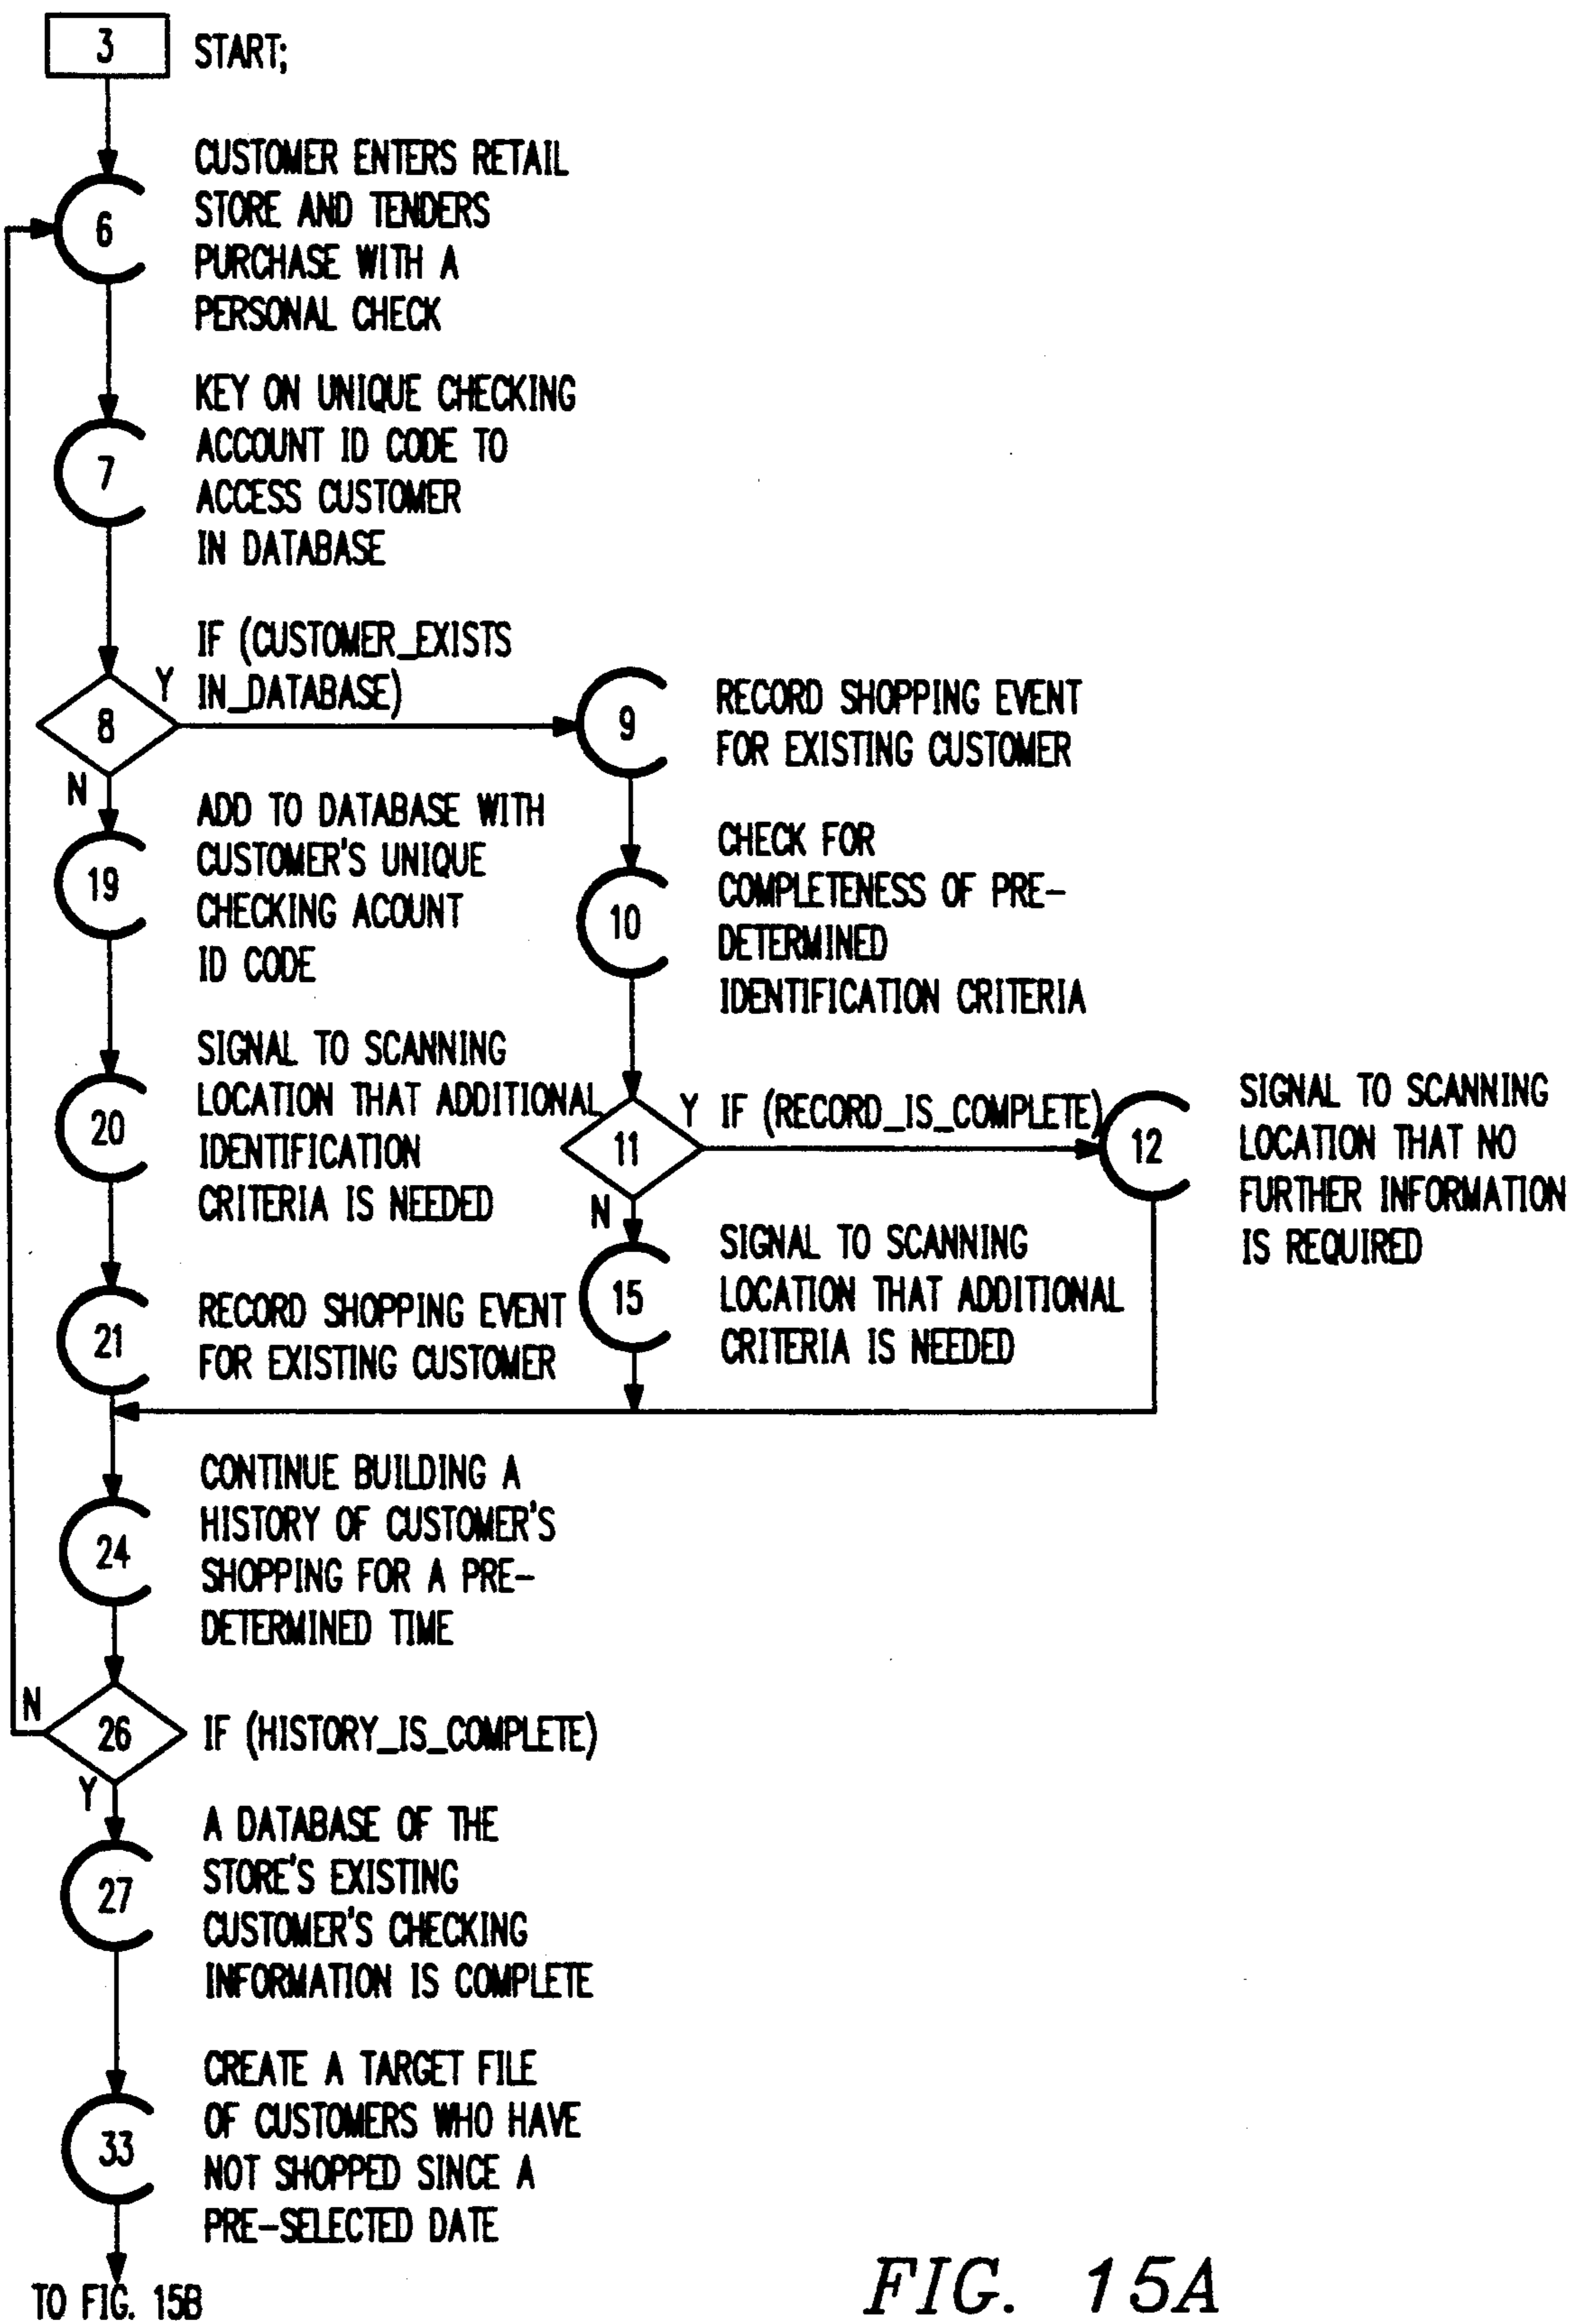 3 START;
6 CUSTOMER ENTERS RETAIL
STORE AND TENDERS
PURCHASE WITH A
PERSONAL CHECK
7 KEY ON UNIQUE CHECKING
ACCOUNT ID CODE TO
ACCESS CUSTOMER
IN DATABASE
8 Y IF (CUSTOMER_EXISTS
IN_DATABASE)
N
9 RECORD SHOPPING EVENT
FOR EXISTING CUSTOMER
19 ADD TO DATABASE WITH
CUSTOMER'S UNIQUE
CHECKING ACOUNT
ID CODE
10 CHECK FOR
COMPLETENESS OF PRE-
DETERMINED
IDENTIFICATION CRITERIA
20 SIGNAL TO SCANNING
LOCATION THAT ADDITIONAL
IDENTIFICATION
CRITERIA IS NEEDED
11 Y IF (RECORD_IS_COMPLETE)
N
12 SIGNAL TO SCANNING
LOCATION THAT NO
FURTHER INFORMATION
IS REQUIRED
21 RECORD SHOPPING EVENT
FOR EXISTING CUSTOMER
15 SIGNAL TO SCANNING
LOCATION THAT ADDITIONAL
CRITERIA IS NEEDED
24 CONTINUE BUILDING A
HISTORY OF CUSTOMER'S
SHOPPING FOR A PRE-
DETERMINED TIME
N 26 IF (HISTORY_IS_COMPLETE)
Y
27 A DATABASE OF THE
STORE'S EXISTING
CUSTOMER'S CHECKING
INFORMATION IS COMPLETE
33 CREATE A TARGET FILE
OF CUSTOMERS WHO HAVE
NOT SHOPPED SINCE A
PRE-SELECTED DATE
TO FIG. 15B
FIG. 15A